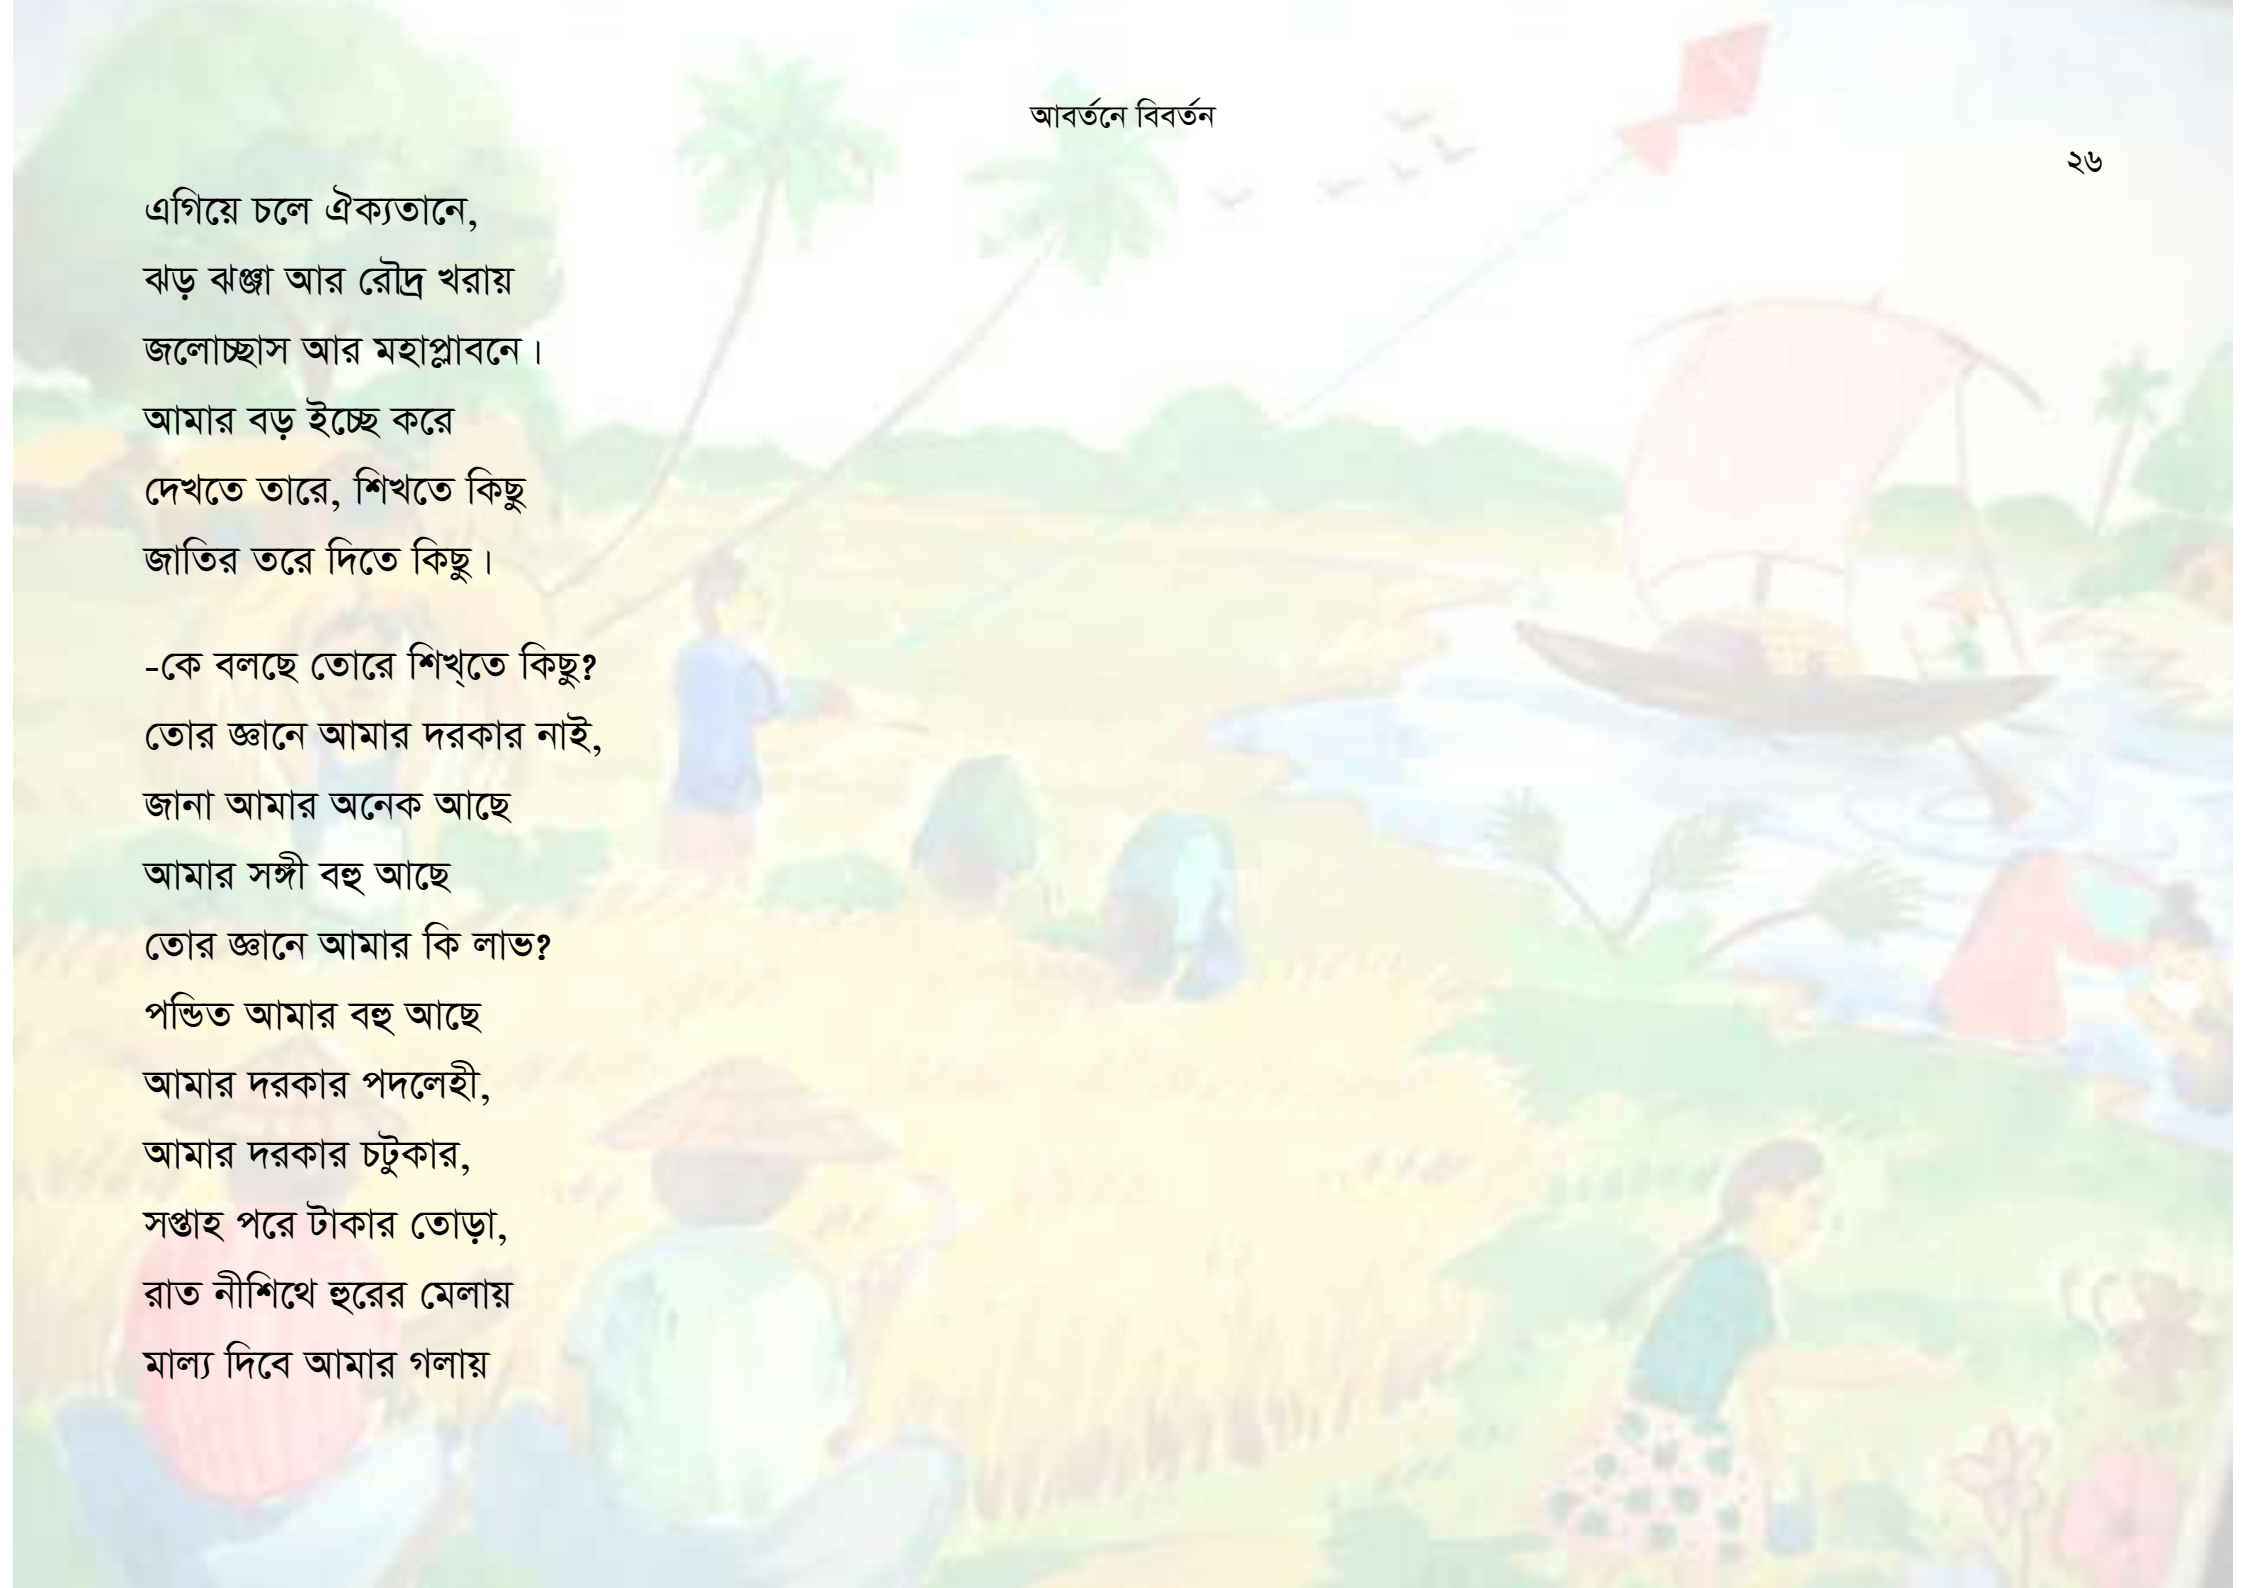 আবর্তনে বিবর্তন
২৬
এগিয়ে চলে ঐক্যতানে,
ঝড় ঝঞ্জা আর রৌদ্র খরায়
জলোচ্ছাস আর মহাপ্লাবনে।
আমার বড় ইচ্ছে করে
দেখতে তারে, শিখতে কিছু
জাতির তরে দিতে কিছু।
-কে বলছে তোরে শিখ্‌তে কিছু?
তোর জ্ঞানে আমার দরকার নাই,
জানা আমার অনেক আছে
আমার সঙ্গী বহু আছে
তোর জ্ঞানে আমার কি লাভ?
পন্ডিত আমার বহু আছে
আমার দরকার পদলেহী,
আমার দরকার চটুকার,
সপ্তাহ পরে টাকার তোড়া,
রাত নীশিথে হুরের মেলায়
মাল্য দিবে আমার গলায়